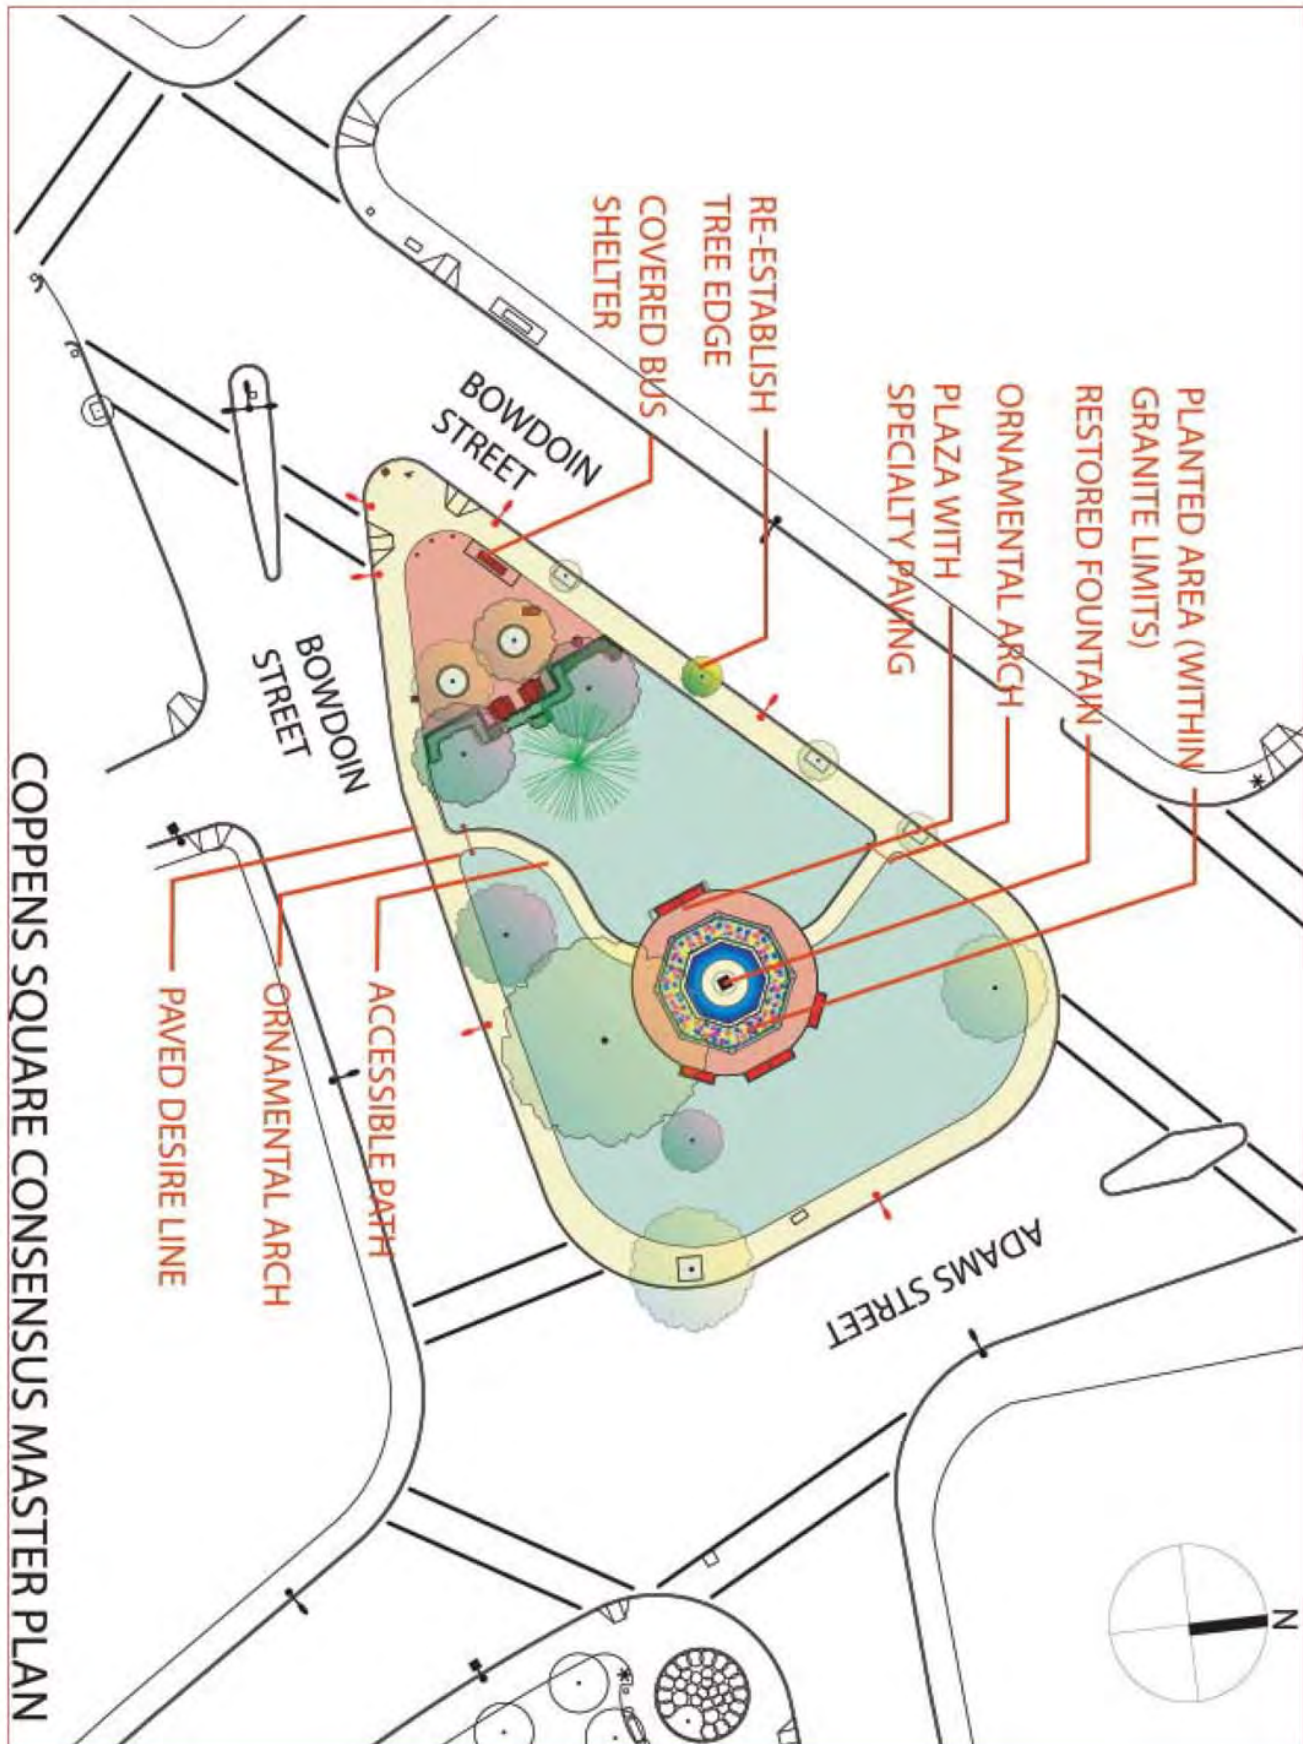 PLANTED AREA (WITHIN
GRANITE LIMITS)
RESTORED FOUNTAIN
ORNAMENTAL ARCH
PLAZA WITH
SPECIALTY PAVING
RE-ESTABLISH
TREE EDGE
COVERED BUS
SHELTER
BOWDOIN
STREET
BOWDOIN
STREET
ADAMS STREET
ACCESSIBLE PATH
ORNAMENTAL ARCH
PAVED DESIRE LINE
N
COPPENS SQUARE CONSENSUS MASTER PLAN